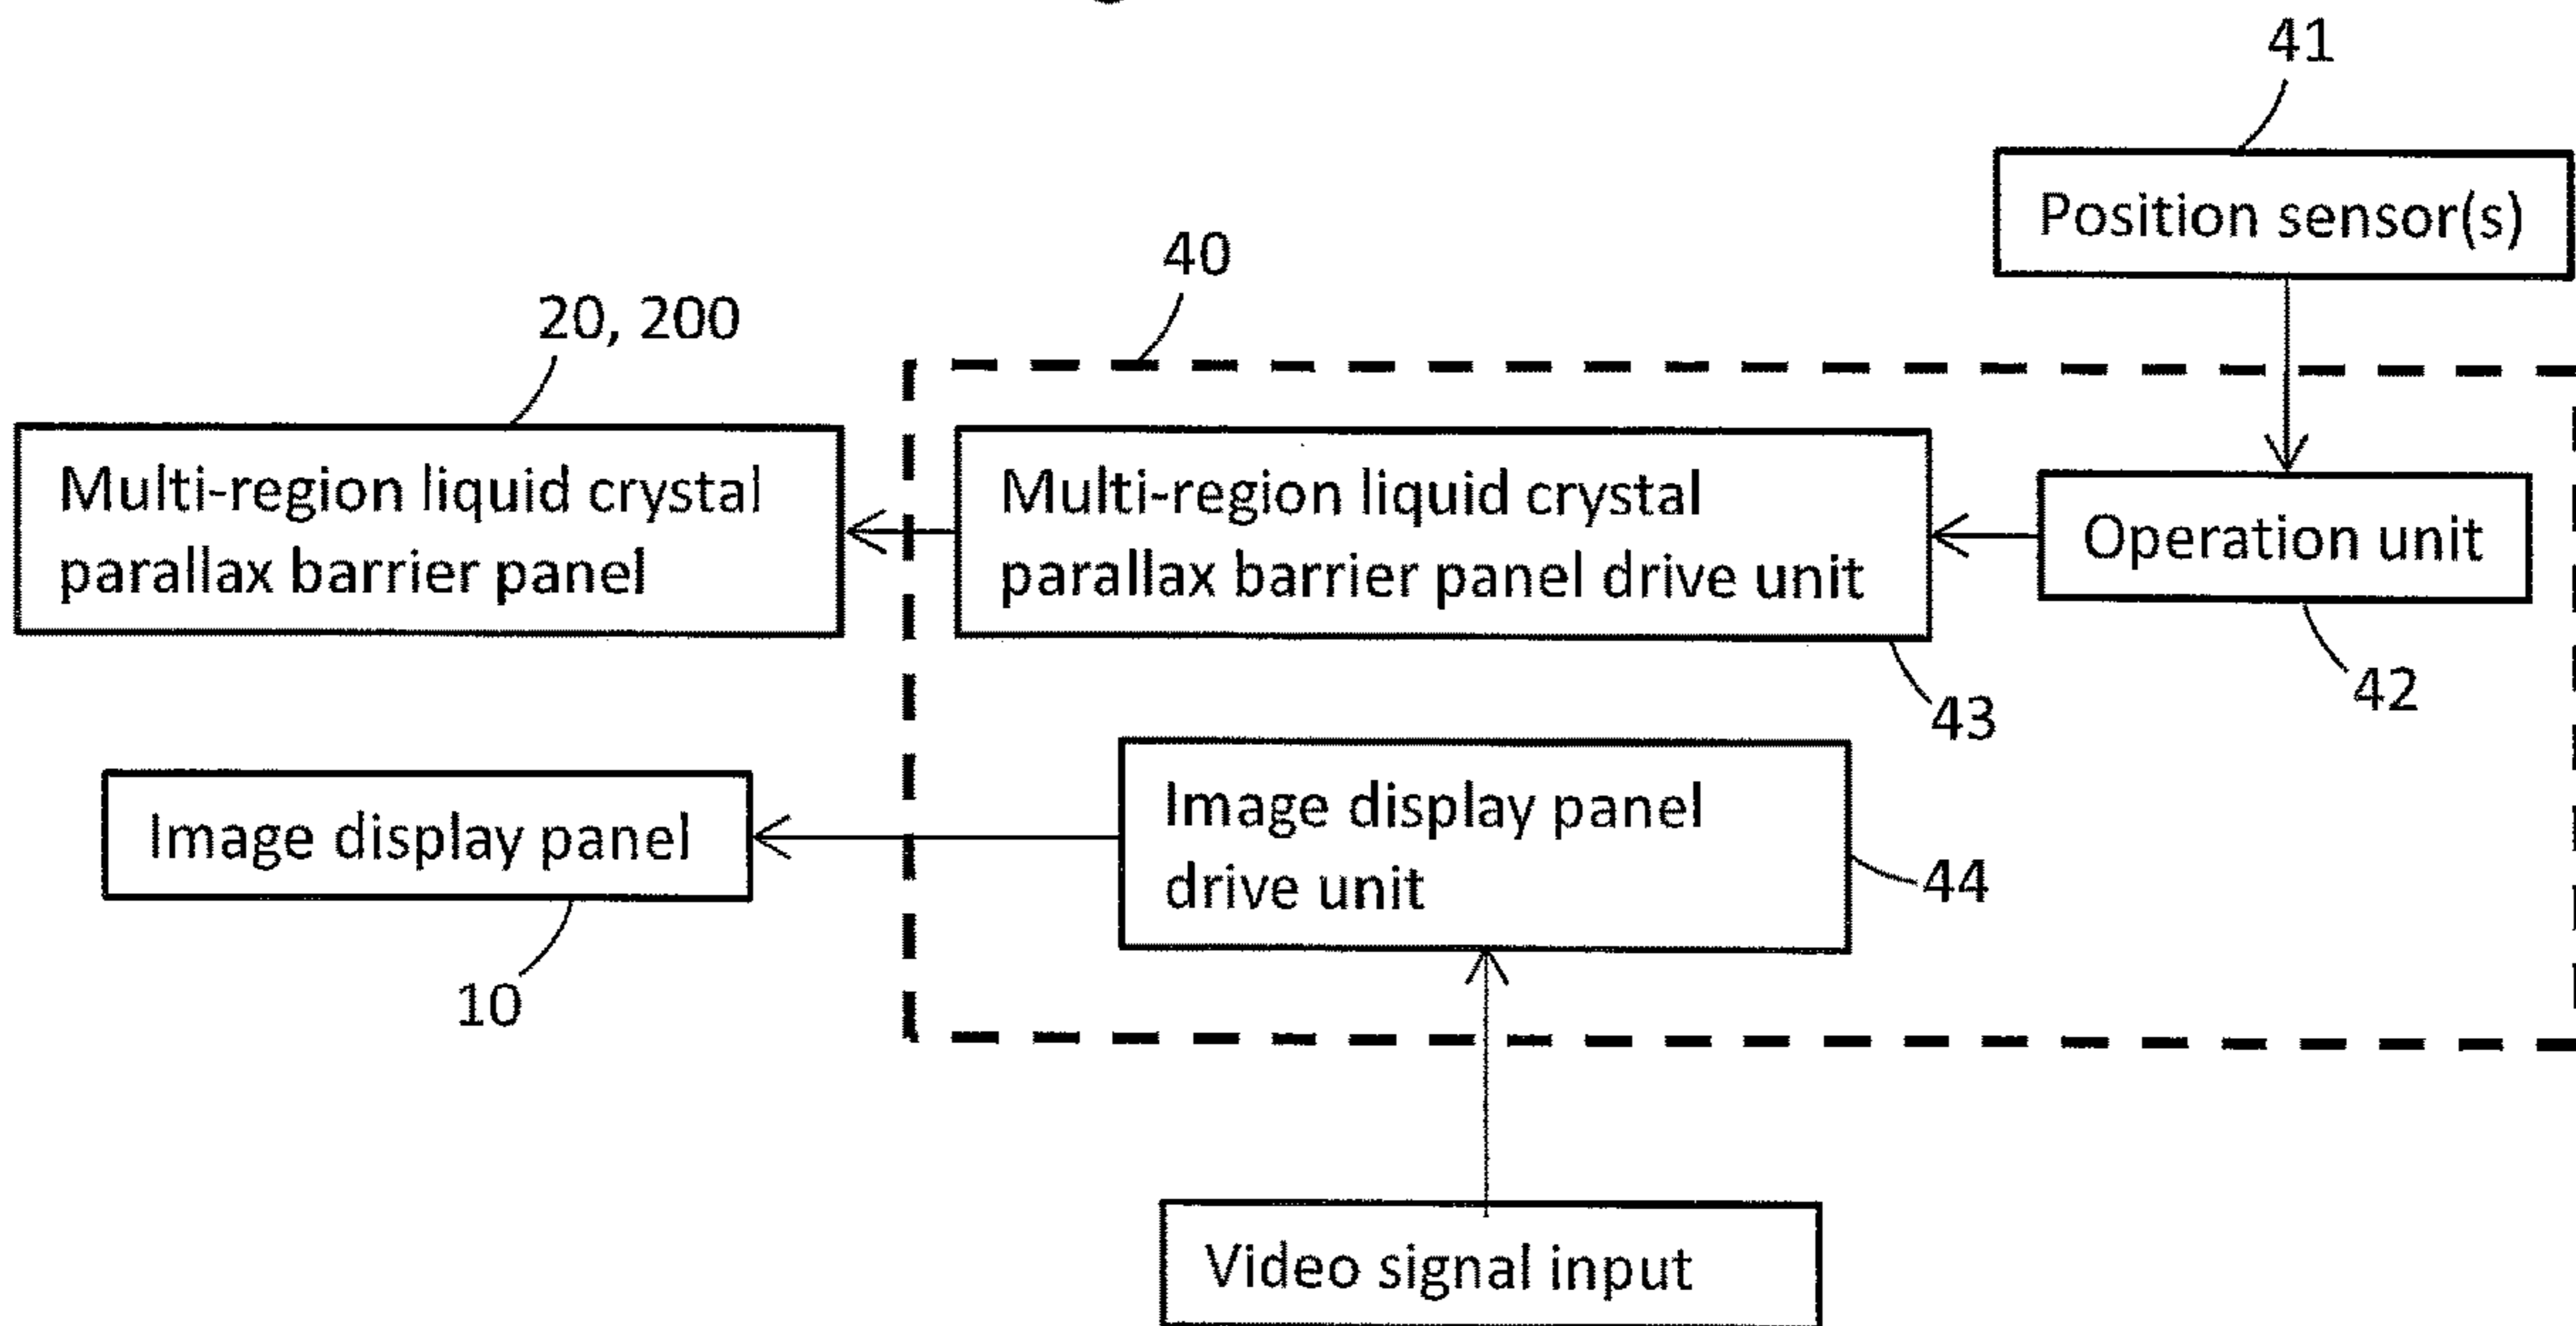 41
Position sensor(s)
40
20, 200
Multi-region liquid crystal
parallax barrier panel
Multi-region liquid crystal
parallax barrier panel drive unit
Operation unit
42
43
Image display panel
Image display panel
drive unit
44
10
Video signal input